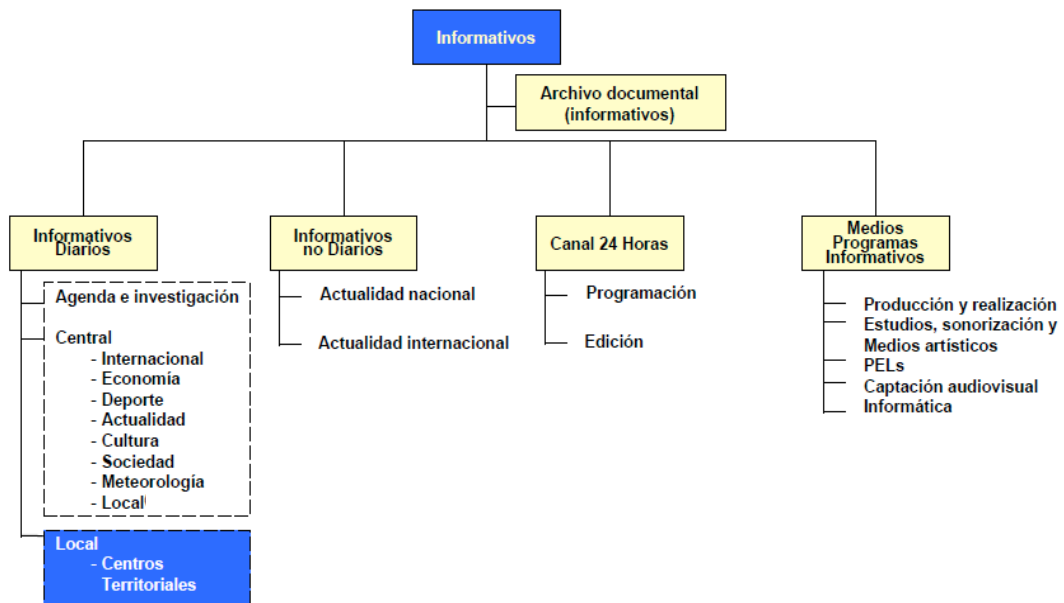 Informativos
Archivo documental
(informativos)
Informativos
Diarios
Informativos
no Diarios
Canal 24 Horas
Medios
Programas
Informativos
Agenda e investigación
Central
- Internacional
- Economía
- Deporte
- Actualidad
- Cultura
- Sociedad
- Meteorología
- Local
Local
- Centros
Territoriales
Actualidad nacional
Actualidad internacional
Programación
Edición
Producción y realización
Estudios, sonorización y
Medios artísticos
PELs
Captación audiovisual
Informática